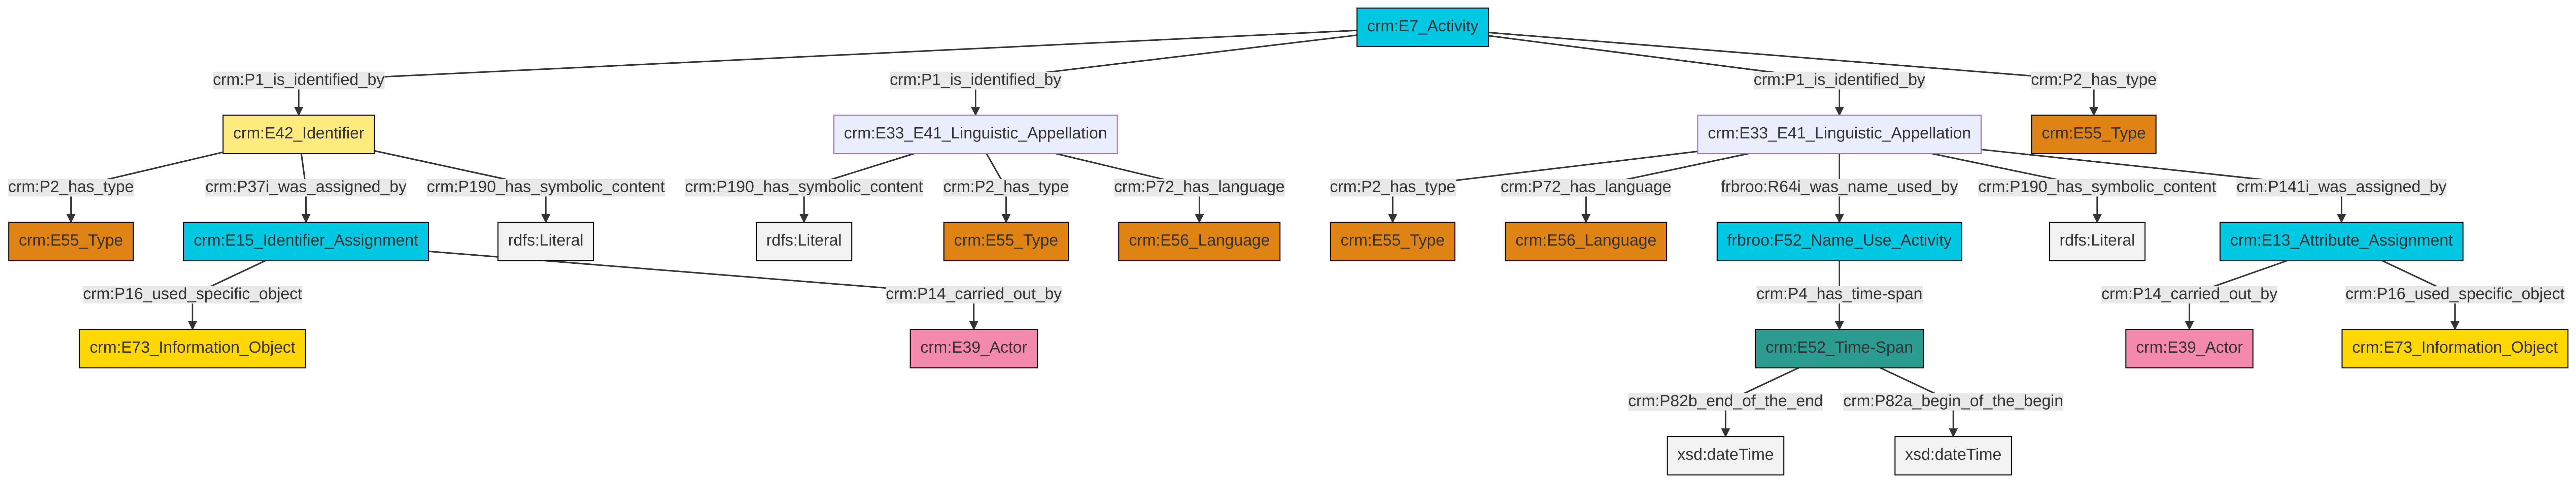 crm:E7_Activity
crm:P1_is_identified_by
crm:P1_is_identified_by
crm:P1_is_identified_by
crm:P2_has_type
crm:E42_Identifier
crm:E33_E41_Linguistic_Appellation
crm:E33_E41_Linguistic_Appellation
crm:E55_Type
crm:P2_has_type
crm:P37i_was_assigned_by
crm:P190_has_symbolic_content
crm:P190_has_symbolic_content
crm:P2_has_type
crm:P72_has_language
crm:P2_has_type
crm:P72_has_language
frbroo:R64i_was_name_used_by
crm:P190_has_symbolic_content
crm:P141i_was_assigned_by
crm:E55_Type
crm:E15_Identifier_Assignment
rdfs:Literal
rdfs:Literal
crm:E55_Type
crm:E56_Language
crm:E55_Type
crm:E56_Language
frbroo:F52_Name_Use_Activity
rdfs:Literal
crm:E13_Attribute_Assignment
crm:P16_used_specific_object
crm:P14_carried_out_by
crm:P4_has_time-span
crm:P14_carried_out_by
crm:P16_used_specific_object
crm:E73_Information_Object
crm:E39_Actor
crm:E52_Time-Span
crm:E39_Actor
crm:E73_Information_Object
crm:P82b_end_of_the_end
crm:P82a_begin_of_the_begin
xsd:dateTime
xsd:dateTime